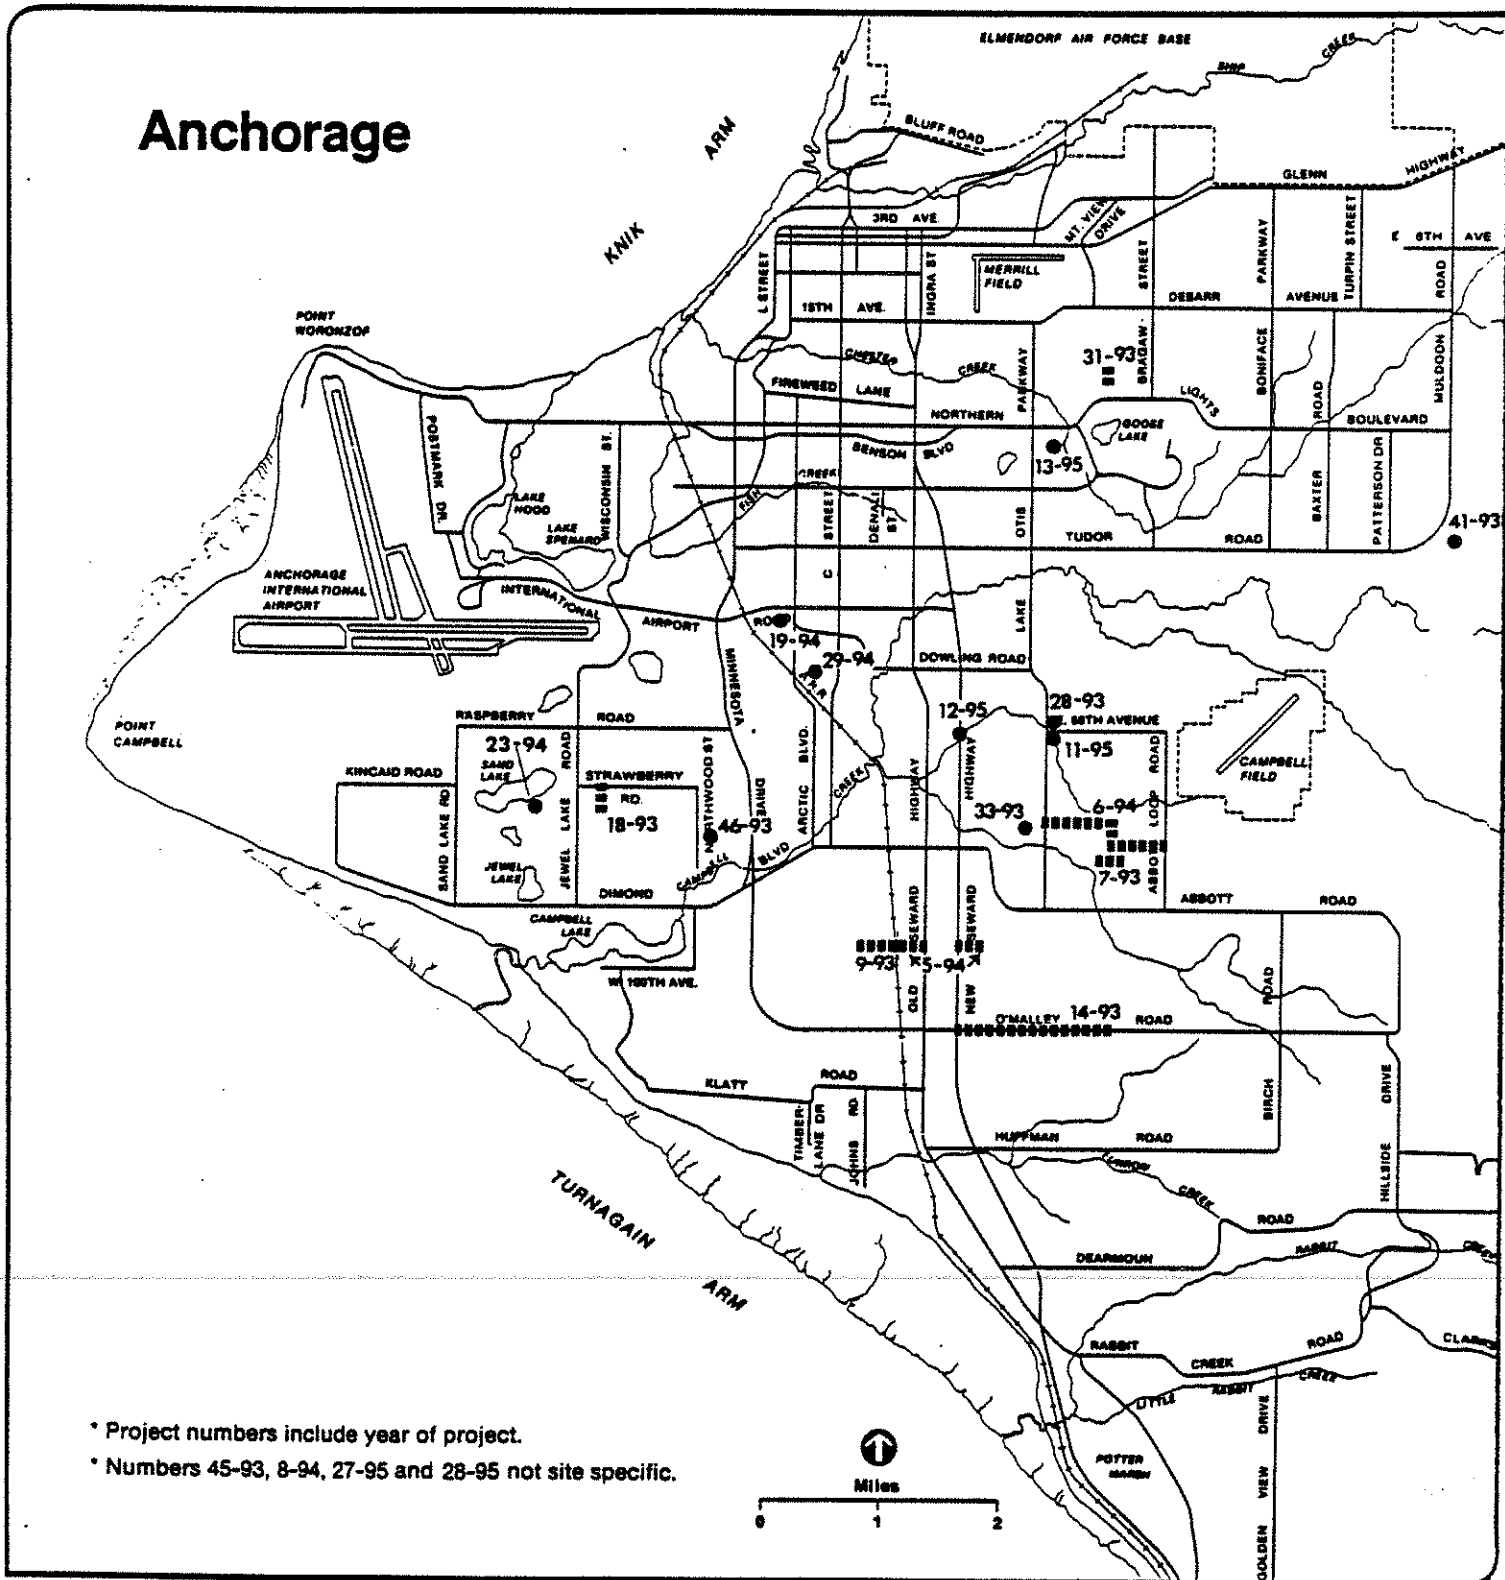 ELMENDORF AIR FORCE BASE
SHIP
CREEK
Anchorage
KNIK
ARM
BLUFF ROAD
GLENN
HIGHWAY
3RD AVE.
MT. VIEW
DRIVE
E 6TH AVE
L STREET
INGRA ST
MERRILL
FIELD
STREET
PARKWAY
TURPIN STREET
ROAD
DEBARR
AVENUE
15TH AVE.
POINT
WORONZOF
CHESTER
CREEK
31-93
BRAGAW
BONIFACE
MULDOON
FIREWEED LANE
PARKWAY
LIGHTS
NORTHERN
BOULEVARD
POSTMARK DR.
WISCONSIN ST.
BENSON BLVD
GOOSE
LAKE
13-95
ROAD
BAXTER
PATTERSON DR
CREEK
FISH
LAKE
HOOD
LAKE
SPENARD
C STREET
DENALI
ST.
OTIS
TUDOR
ROAD
41-93
ANCHORAGE
INTERNATIONAL
AIRPORT
INTERNATIONAL
AIRPORT
ROAD
LAKE
19-94
29-94
DOWLING ROAD
A.R.R
MINNESOTA
POINT
CAMPBELL
RASPBERRY
ROAD
12-95
28-93
E. 68TH AVENUE
11-95
23-94
SAND
LAKE
JEWEL LAKE ROAD
KINCAID ROAD
STRAWBERRY
RD.
18-93
NORTHWOOD ST
DRIVE
46-93
ARCTIC BLVD.
CREEK
HIGHWAY
HIGHWAY
33-93
6-94
CAMPBELL
FIELD
ABBOTT LOOP ROAD
7-93
SAND LAKE RD
JEWEL
LAKE
DIMOND
CAMPBELL
BLVD
ABBOTT
ROAD
CAMPBELL
LAKE
W. 100TH AVE.
9-93
5-94
OLD SEWARD
NEW SEWARD
O'MALLEY
14-93
ROAD
ROAD
BIRCH
KLATT
ROAD
TIMBER-
LANE DR
JOHNS RD
HUFFMAN
ROAD
HILLSIDE DRIVE
CREEK
TURNAGAIN
ARM
ROAD
DEARMOUN
RABBIT
CREEK
RABBIT
CREEK
ROAD
CLARKS
LITTLE
RABBIT
CREEK
POTTER
MARSH
GOLDEN VIEW DRIVE
* Project numbers include year of project.
* Numbers 45-93, 8-94, 27-95 and 28-95 not site specific.
Miles
0 1 2